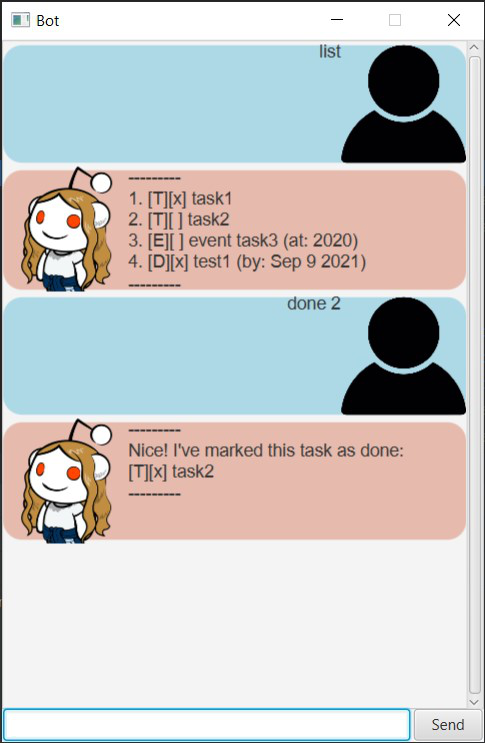 Bot
list
---------
1. [T][x] task1
2. [T][ ] task2
3. [E][ ] event task3 (at: 2020)
4. [D][x] test1 (by: Sep 9 2021)
---------
done 2
---------
Nice! I've marked this task as done:
[T][x] task2
---------
Send